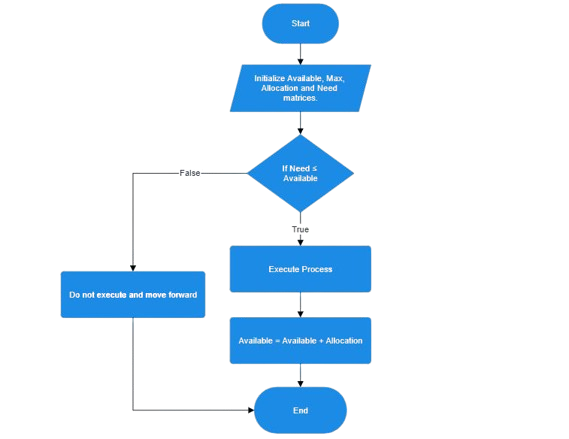 Start
Initialize Available, Max,
Allocation and Need
matrices.
If Need ≤
Available
False
True
Execute Process
Do not execute and move forward
Available = Available + Allocation
End